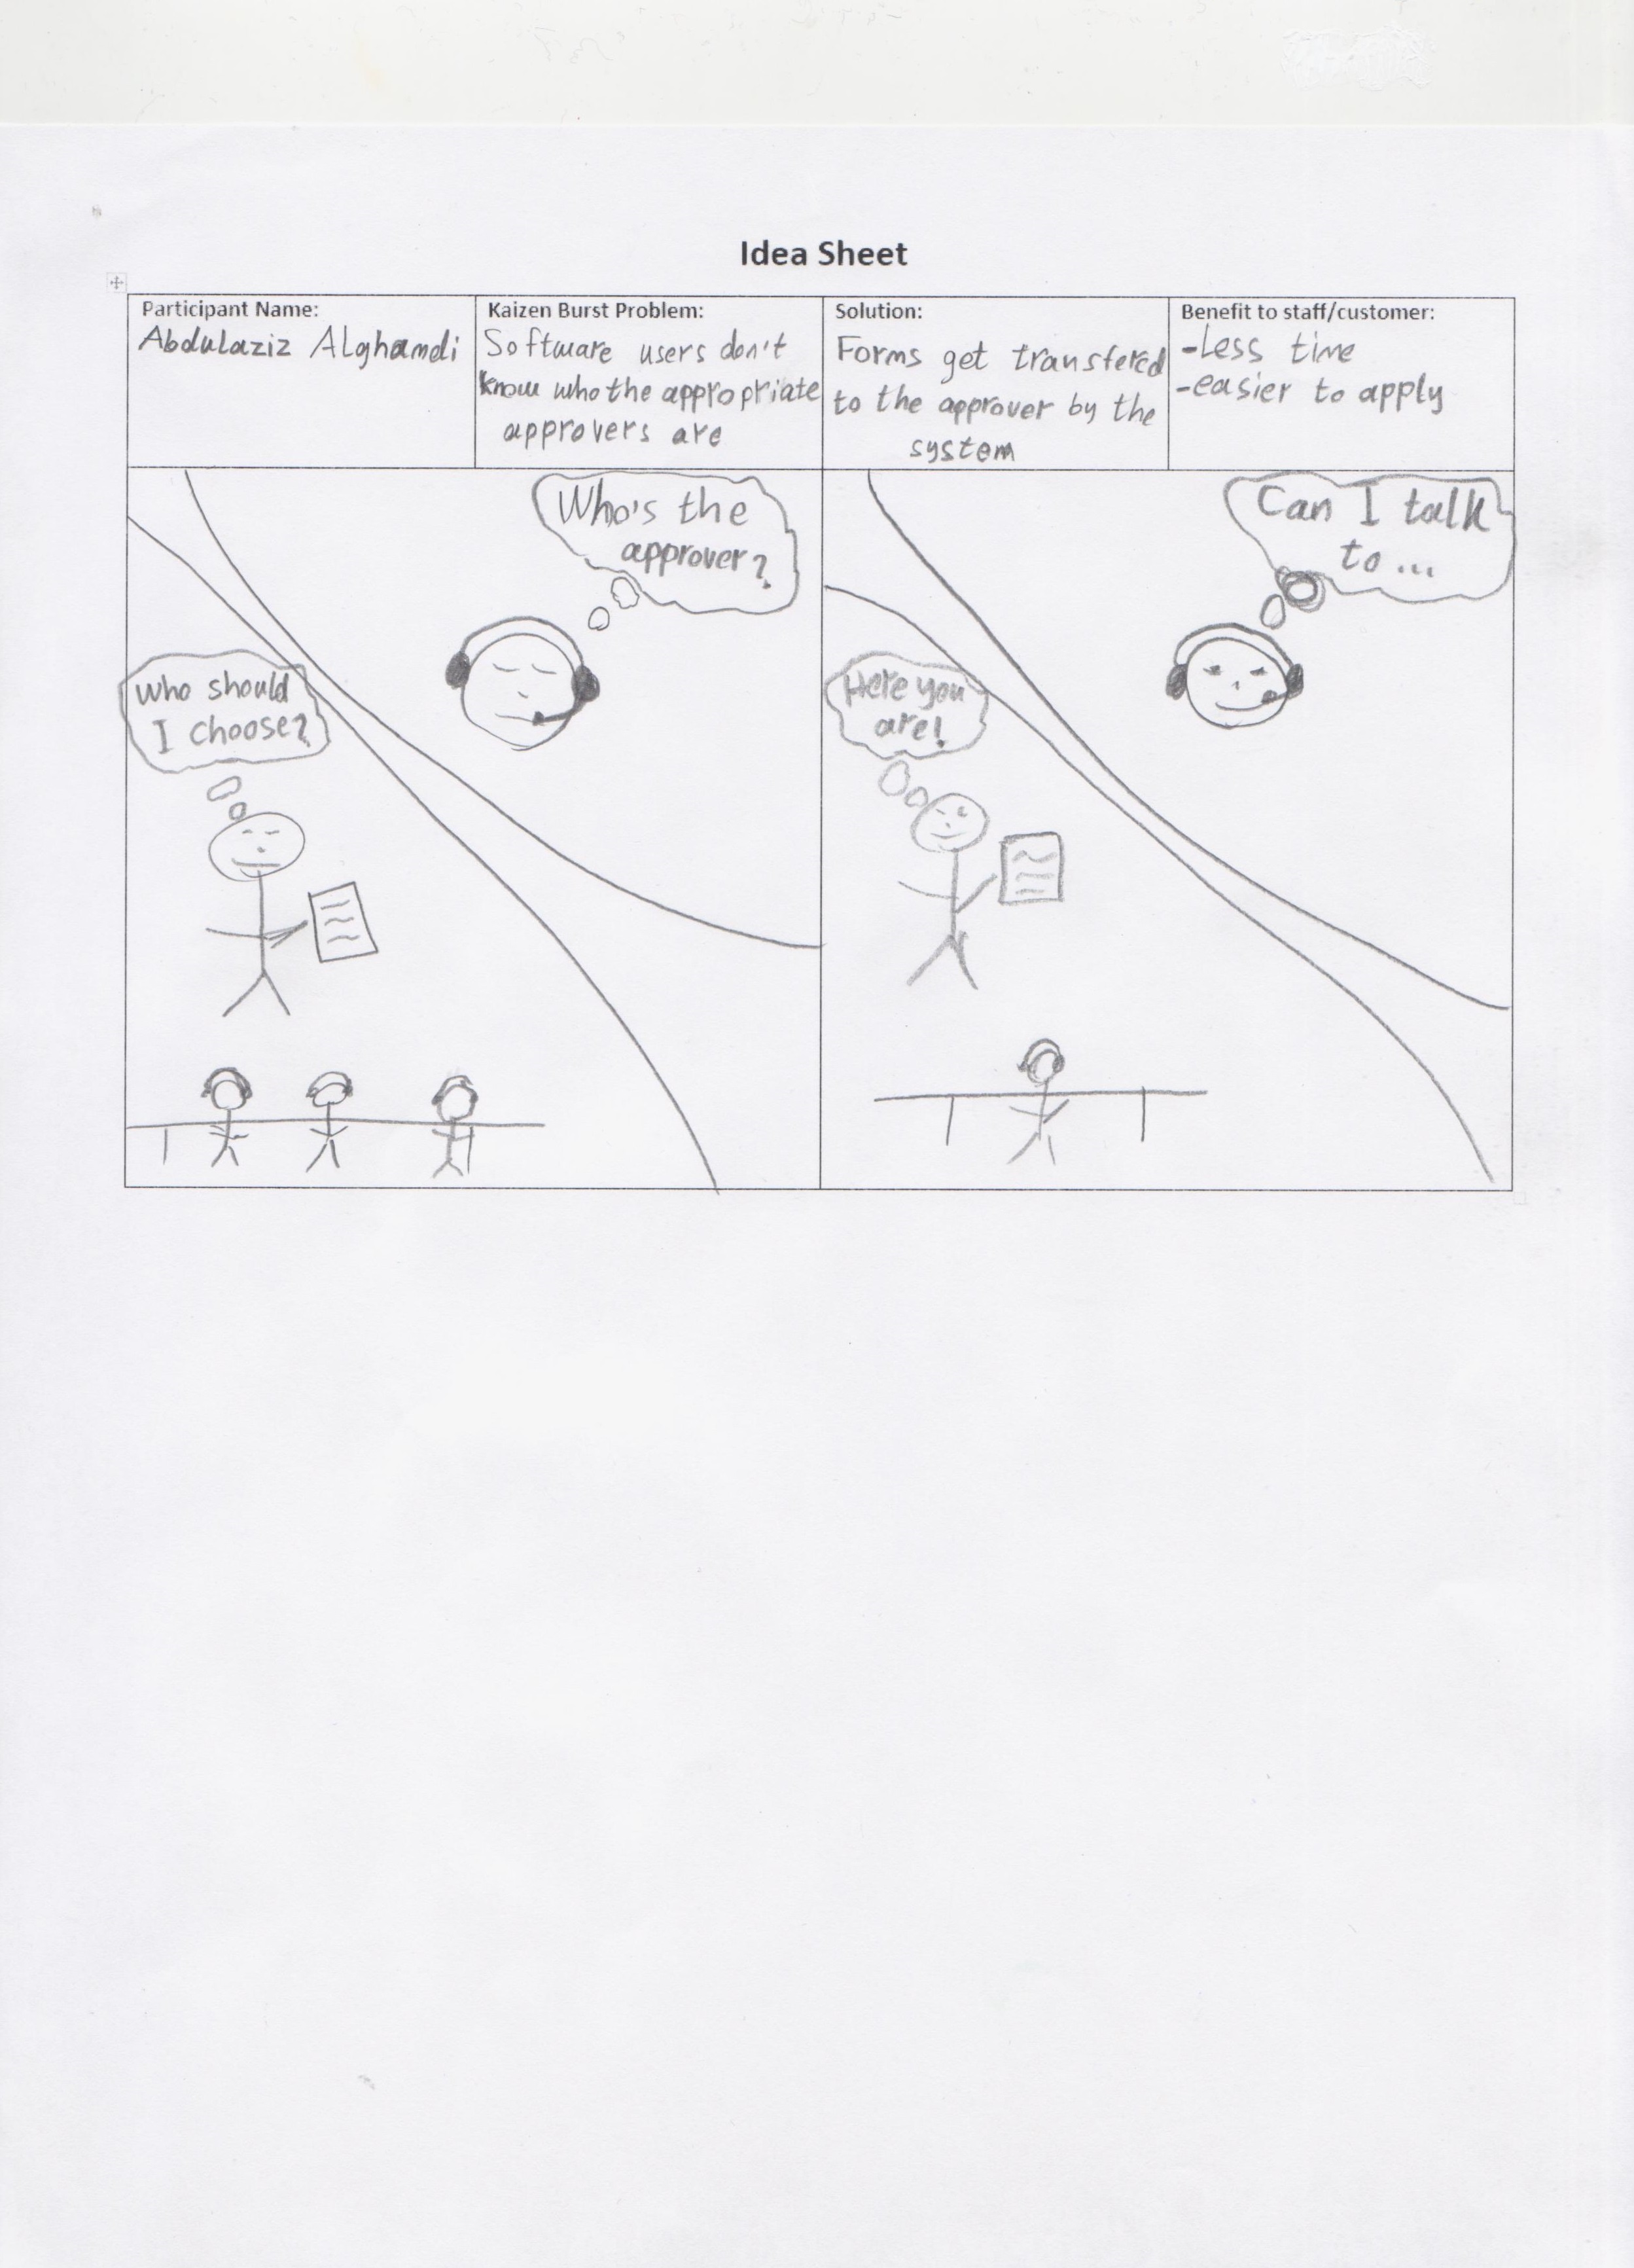 Idea Sheet
Participant Name:
Abdulaziz Alghamdi
Kaizen Burst Problem:
Software users don't
know who the appropriate
approvers are
Solution:
Forms get transfered
to the approver by the
system
Benefit to staff/customer:
-Less time
-easier to apply
Who's the
approver?
Who should
I choose?
Can I talk
to ...
Here you
are!